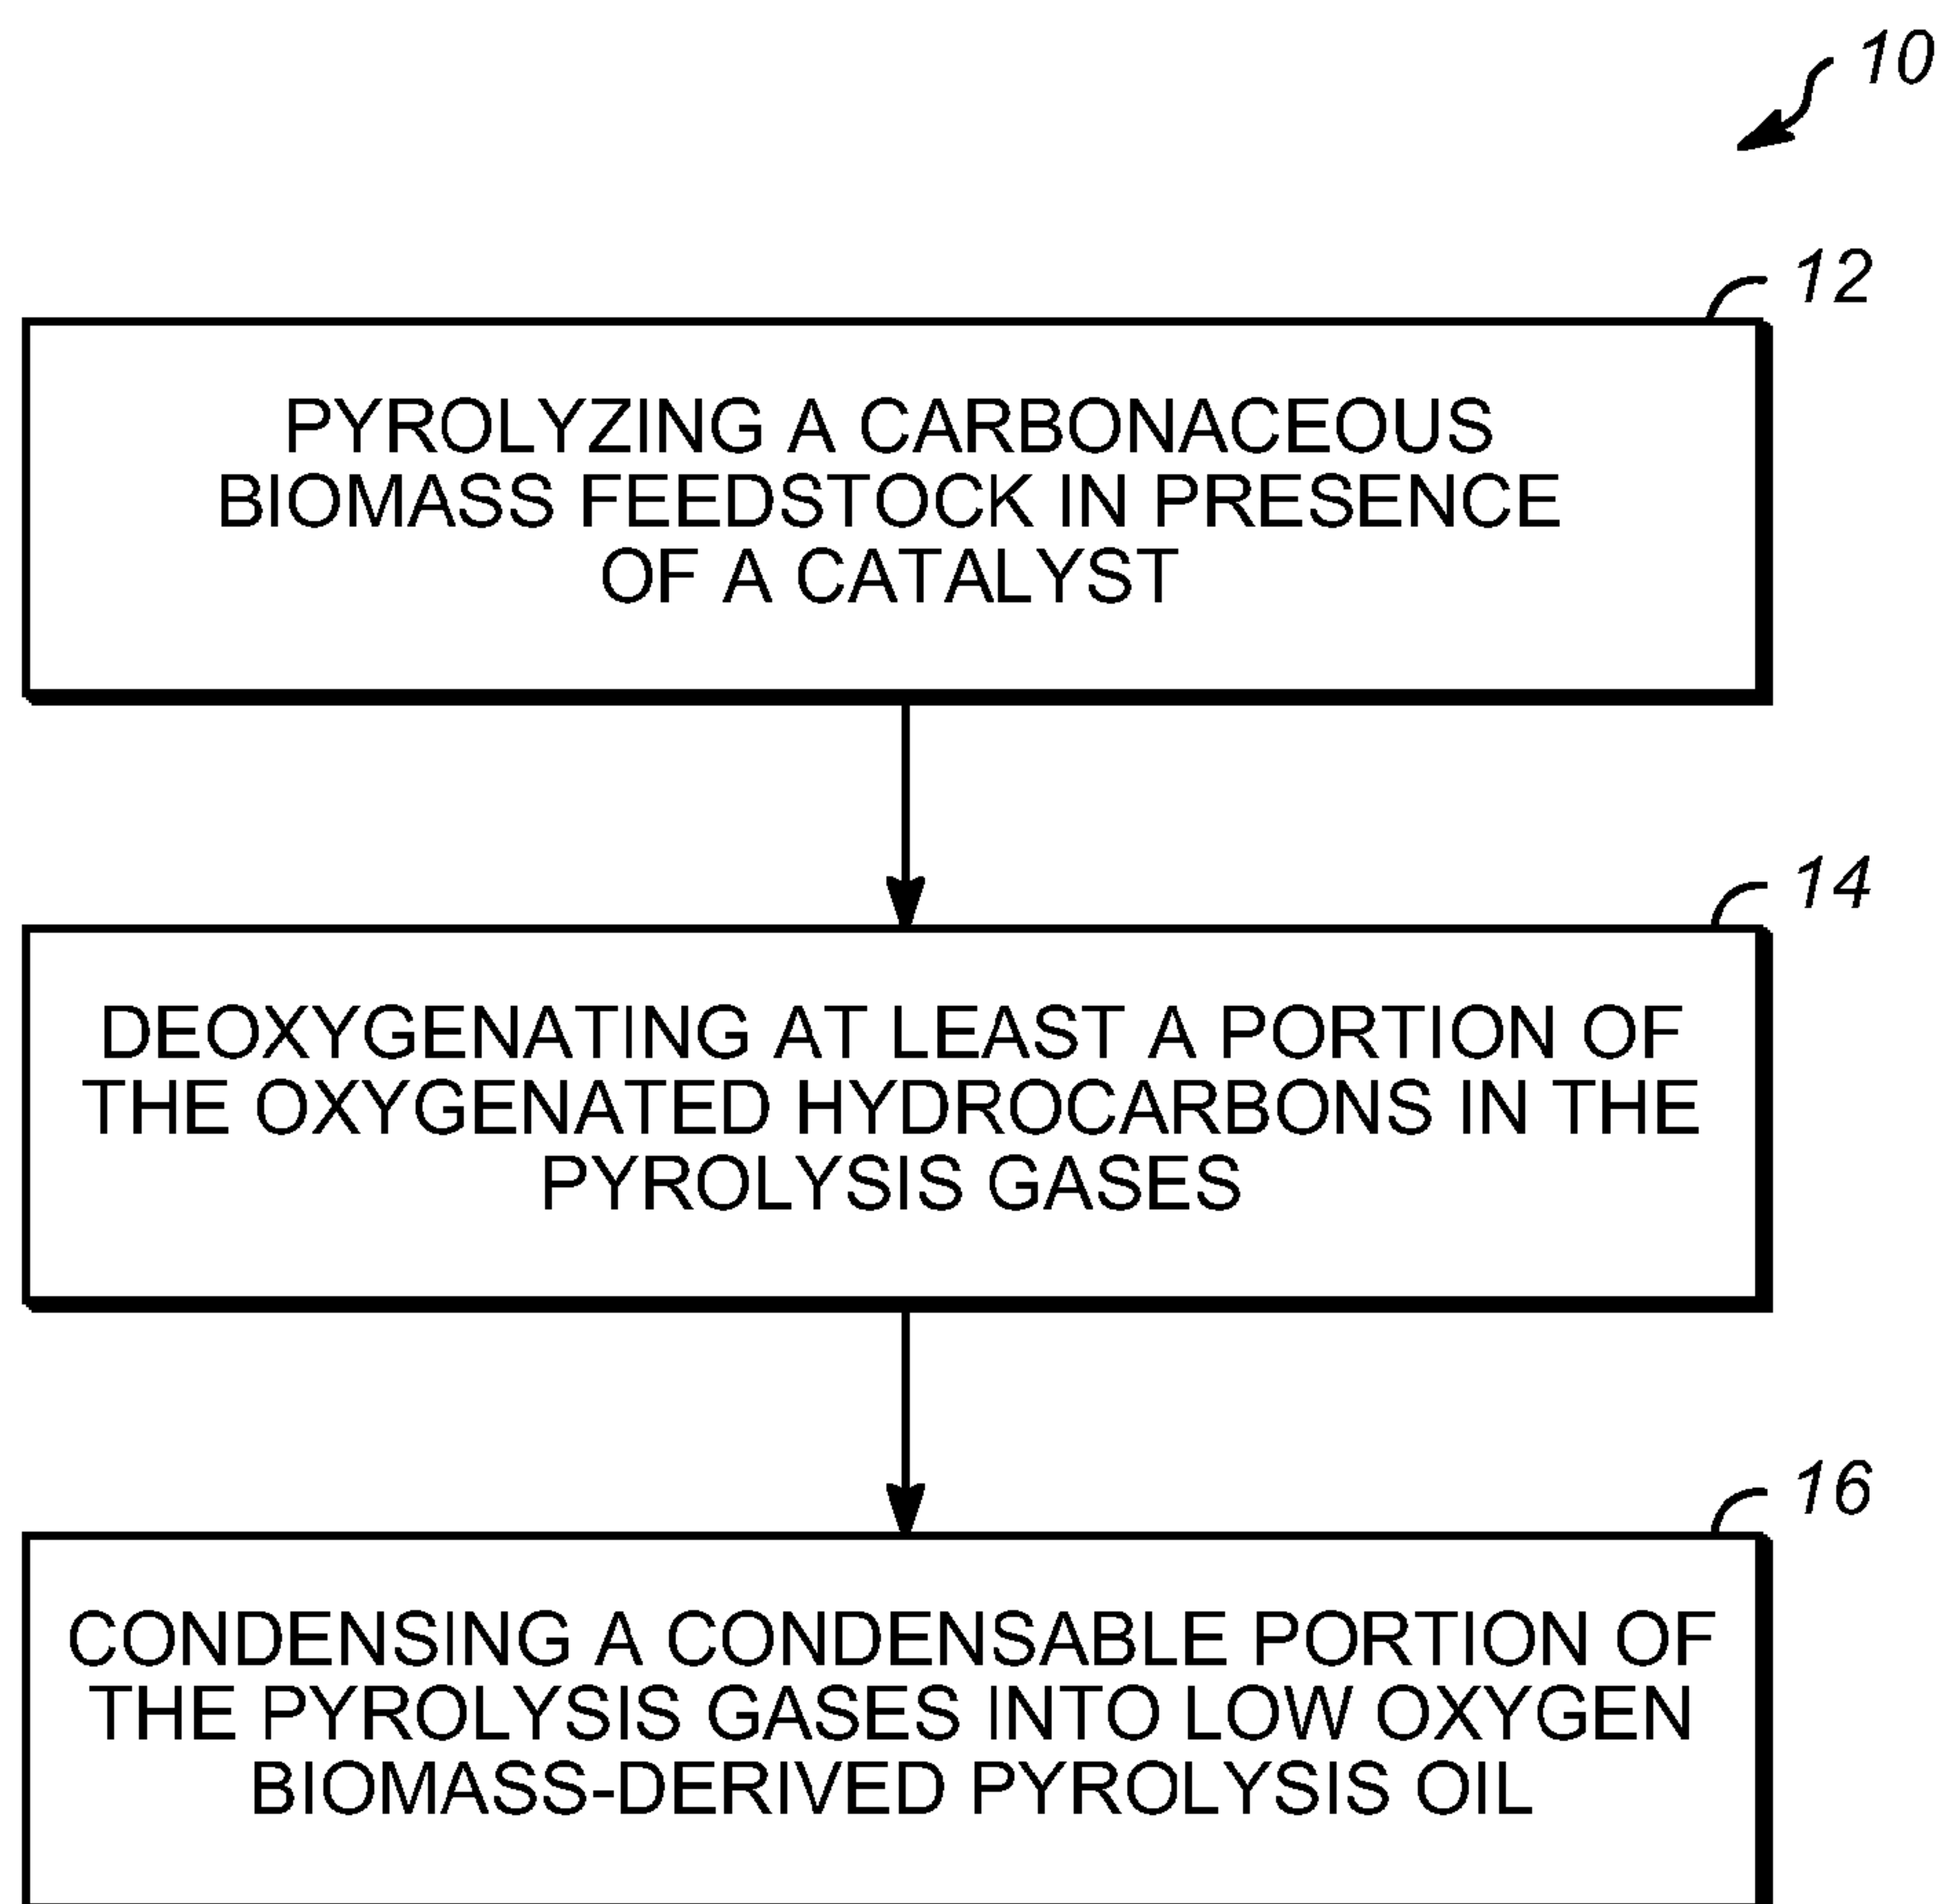 10
12
PYROLYZING A CARBONACEOUS
BIOMASS FEEDSTOCK IN PRESENCE
OF A CATALYST
14
DEOXYGENATING AT LEAST A PORTION OF
THE OXYGENATED HYDROCARBONS IN THE
PYROLYSIS GASES
16
CONDENSING A CONDENSABLE PORTION OF
THE PYROLYSIS GASES INTO LOW OXYGEN
BIOMASS-DERIVED PYROLYSIS OIL